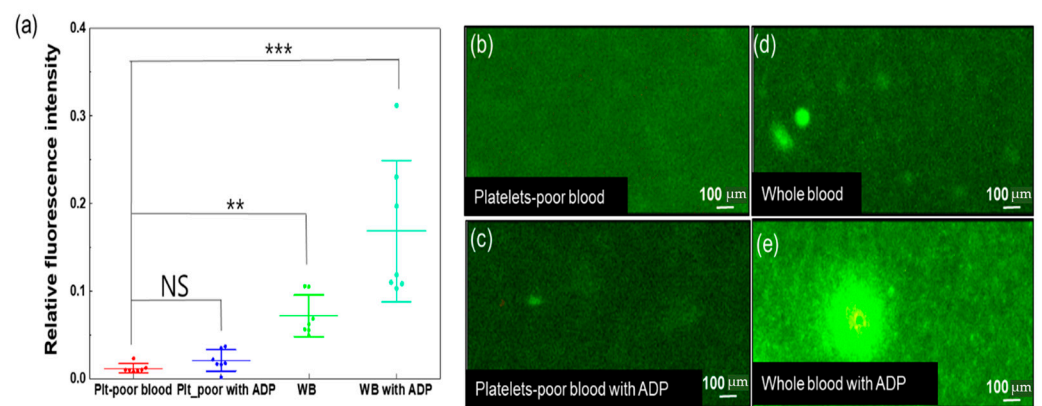 (a)
Relative fluorescence intensity
0.4
0.3
0.2
0.1
0.0
***
**
NS
Plt-poor blood
Plt_poor with ADP
WB
WB with ADP
(b)
Platelets-poor blood
100 μm
(c)
Platelets-poor blood with ADP
100 μm
(d)
Whole blood
100 μm
(e)
Whole blood with ADP
100 μm